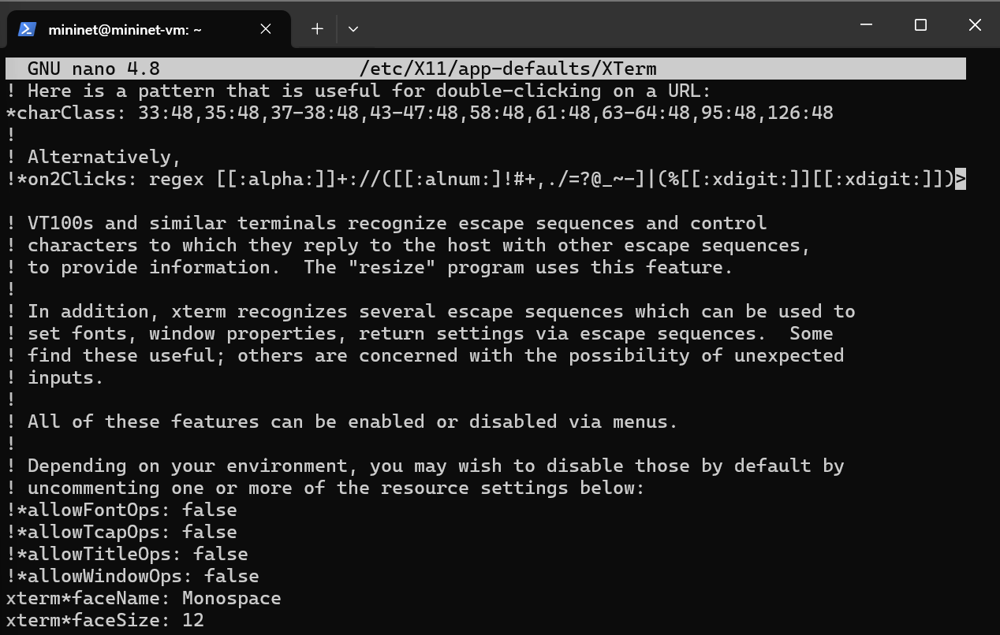 mininet@mininet-vm: ~
GNU nano 4.8 /etc/X11/app-defaults/XTerm
! Here is a pattern that is useful for double-clicking on a URL:
*charClass: 33:48,35:48,37-38:48,43-47:48,58:48,61:48,63-64:48,95:48,126:48
!
! Alternatively,
!*on2Clicks: regex [[:alpha:]]+://([[:alnum:]!#+,./=?@_~-]|(%[[:xdigit:]][[:xdigit:]])>
! VT100s and similar terminals recognize escape sequences and control
! characters to which they reply to the host with other escape sequences,
! to provide information.  The "resize" program uses this feature.
!
! In addition, xterm recognizes several escape sequences which can be used to
! set fonts, window properties, return settings via escape sequences.  Some
! find these useful; others are concerned with the possibility of unexpected
! inputs.
!
! All of these features can be enabled or disabled via menus.
!
! Depending on your environment, you may wish to disable those by default by
! uncommenting one or more of the resource settings below:
!*allowFontOps: false
!*allowTcapOps: false
!*allowTitleOps: false
!*allowWindowOps: false
xterm*faceName: Monospace
xterm*faceSize: 12